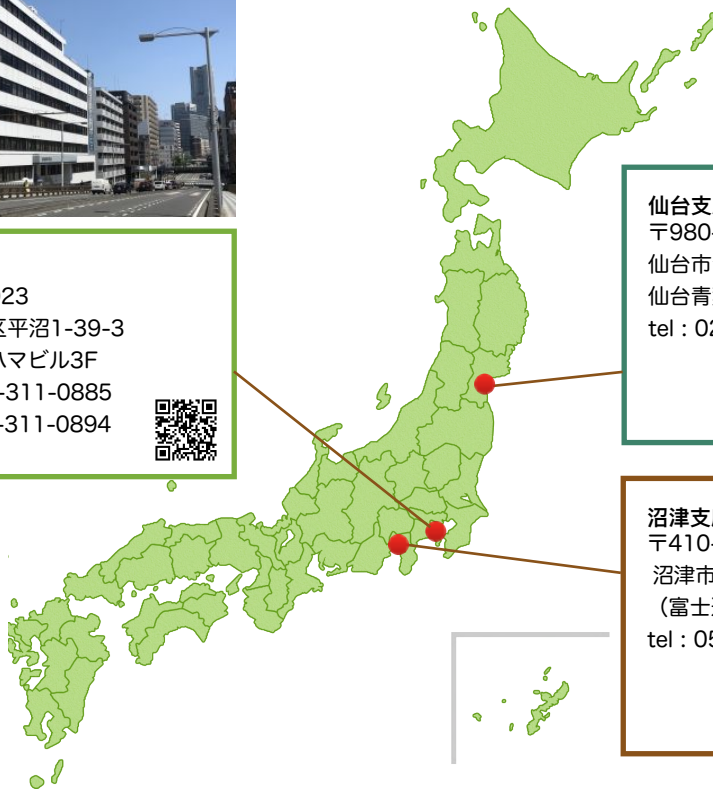 23
区平沼1-39-3
マビル3F
-311-0885
-311-0894
仙台支
〒980-
仙台市
仙台青
tel : 02
沼津支
〒410-
沼津市
（富士
tel : 05